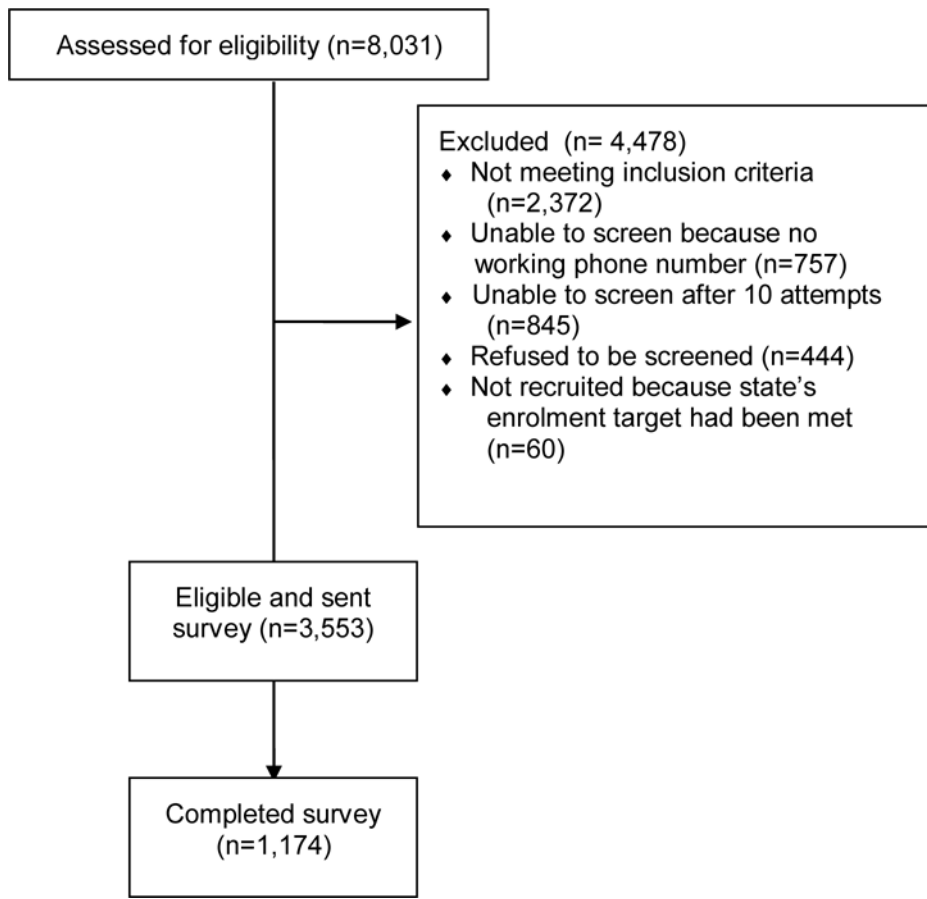 Assessed for eligibility (n=8,031)
Excluded (n= 4,478)
♦ Not meeting inclusion criteria
(n=2,372)
♦ Unable to screen because no
working phone number (n=757)
♦ Unable to screen after 10 attempts
(n=845)
♦ Refused to be screened (n=444)
♦ Not recruited because state’s
enrolment target had been met
(n=60)
Eligible and sent
survey (n=3,553)
Completed survey
(n=1,174)